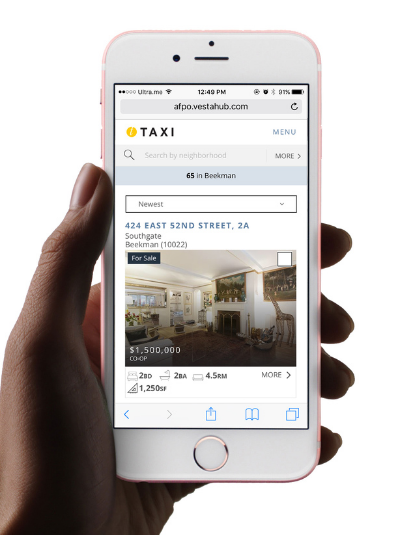 Ultra.me 12:49 PM 91%
afpo.vestahub.com
TAXI MENU
Search by neighborhood MORE >
65 in Beekman
Newest
424 EAST 52ND STREET, 2A
Southgate
Beekman (10022)
For Sale
$1,500,000
CO-OP
2BD 2BA 4.5RM MORE >
1,250SF